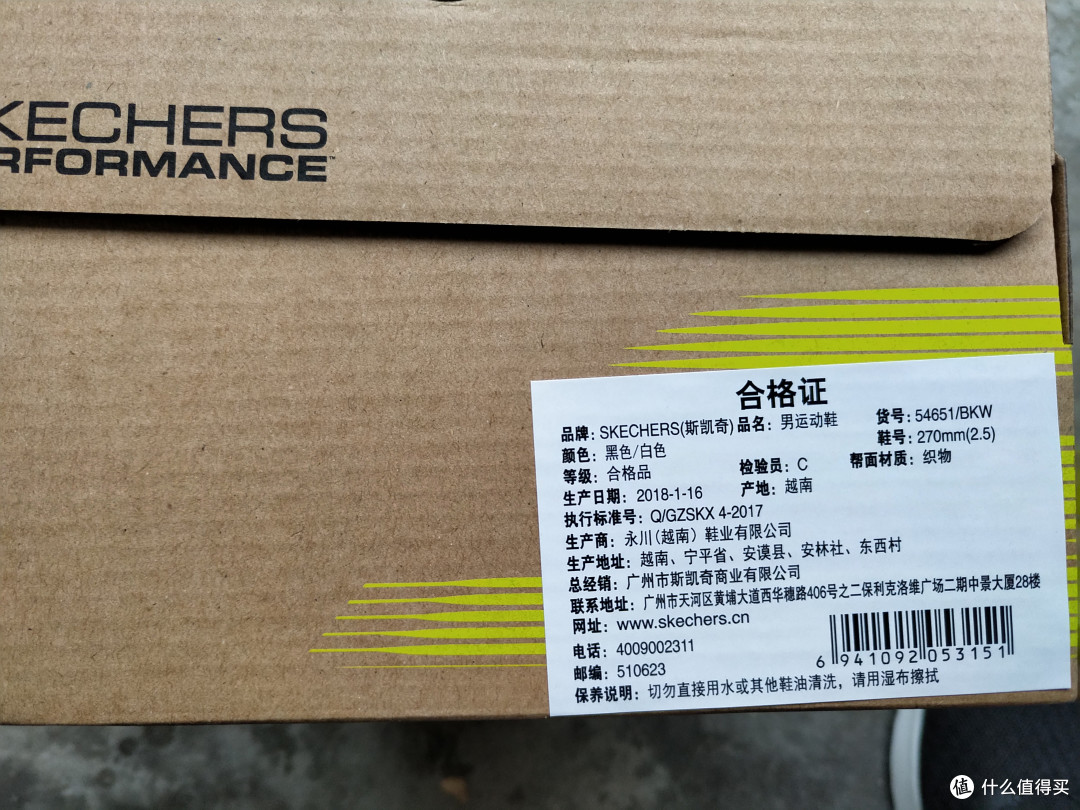 KECHERS
RFORMANCE™
合格证
品牌：SKECHERS(斯凯奇) 品名：男运动鞋 货号：54651/BKW
颜色：黑色/白色 鞋号：270mm(2.5)
等级：合格品 检验员：C 帮面材质：织物
生产日期：2018-1-16 产地：越南
执行标准号：Q/GZSKX 4-2017
生产商：永川（越南）鞋业有限公司
生产地址：越南、宁平省、安谟县、安林社、东西村
总经销：广州市斯凯奇商业有限公司
联系地址：广州市天河区黄埔大道西华穗路406号之二保利克洛维广场二期中景大厦28楼
网址：www.skechers.cn
电话：4009002311
邮编：510623
保养说明：切勿直接用水或其他鞋油清洗，请用湿布擦拭
6 941092 053151
值 什么值得买